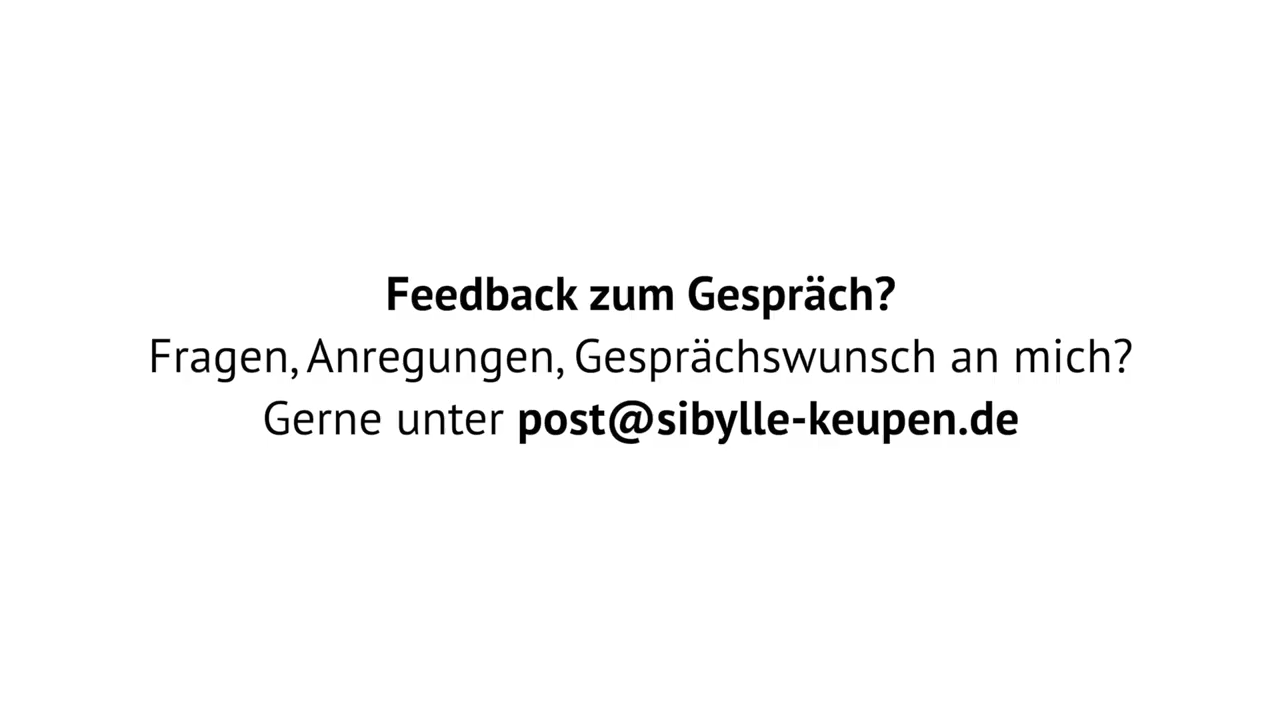 Feedback zum Gespräch?
Fragen, Anregungen, Gesprächswunsch an mich?
Gerne unter post@sibylle-keupen.de